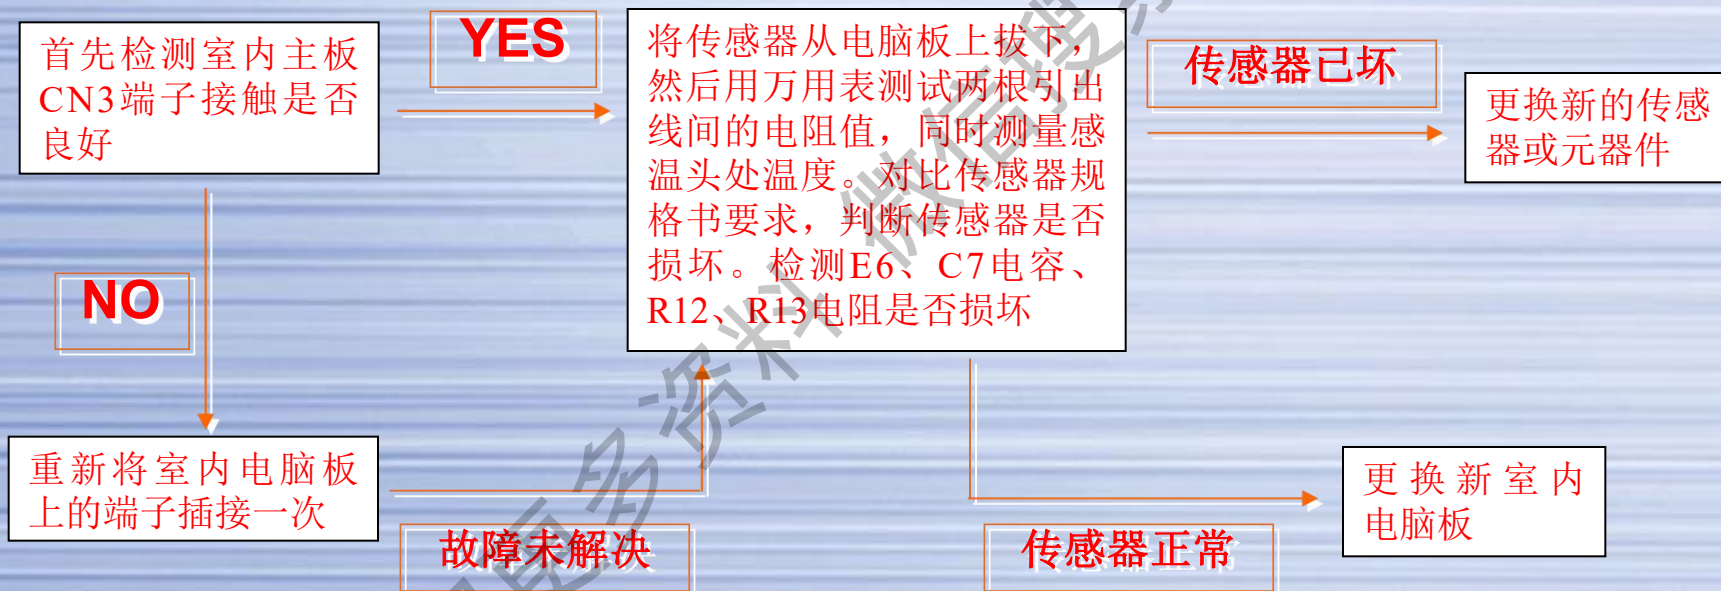 首先检测室内主板
CN3端子接触是否
良好
YES
将传感器从电脑板上拔下，
然后用万用表测试两根引出
线间的电阻值，同时测量感
温头处温度。对比传感器规
格书要求，判断传感器是否
损坏。检测E6、C7电容、
R12、R13电阻是否损坏
传感器已坏
更换新的传感
器或元器件
NO
重新将室内电脑板
上的端子插接一次
故障未解决
传感器正常
更换新室内
电脑板
更多资料 微信搜